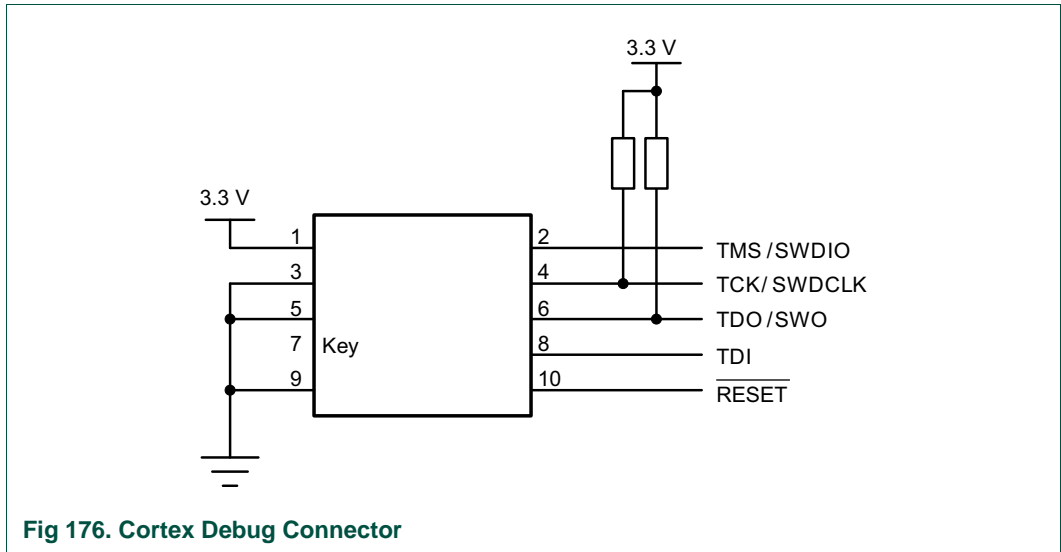 3.3 V
3.3 V
1
2
TMS /SWDIO
3
4
TCK/ SWDCLK
5
6
TDO /SWO
7
Key
8
TDI
9
10
RESET
Fig 176. Cortex Debug Connector